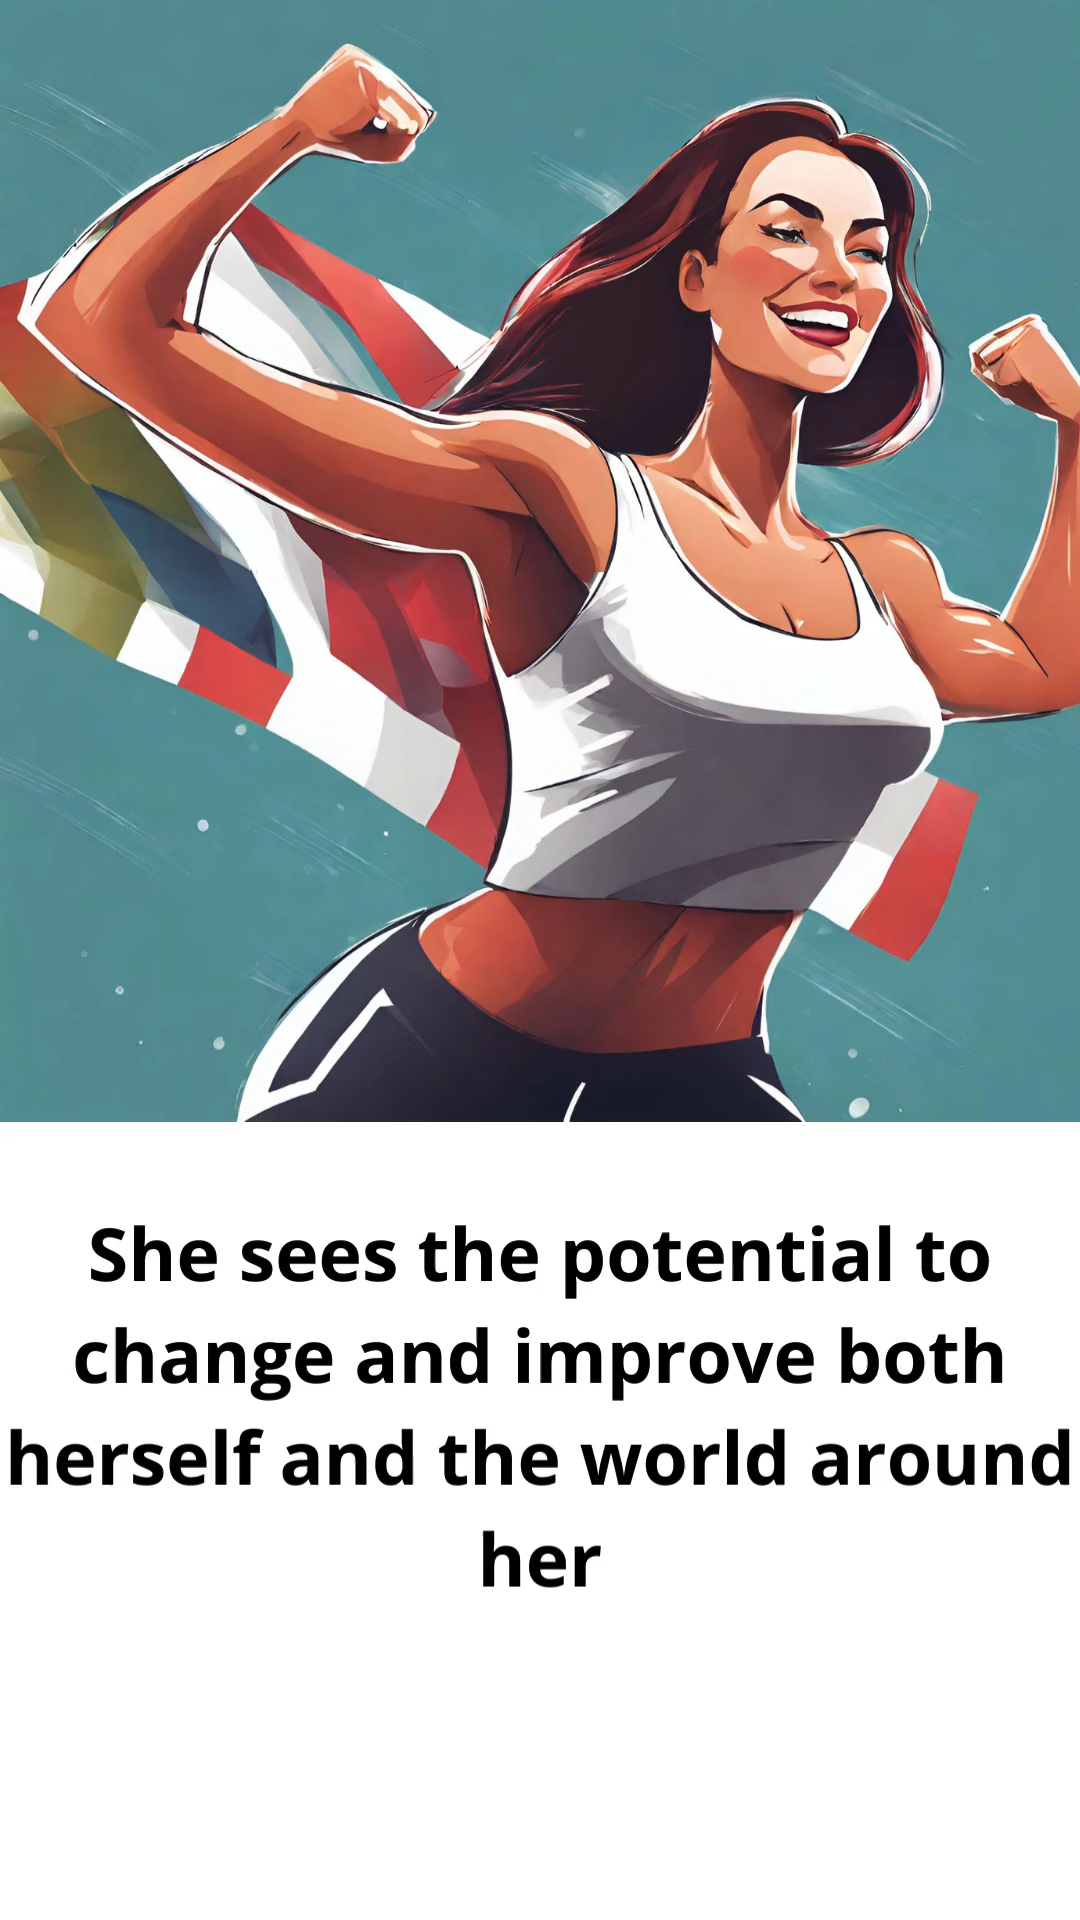 She sees the potential to
change and improve both
herself and the world around
her